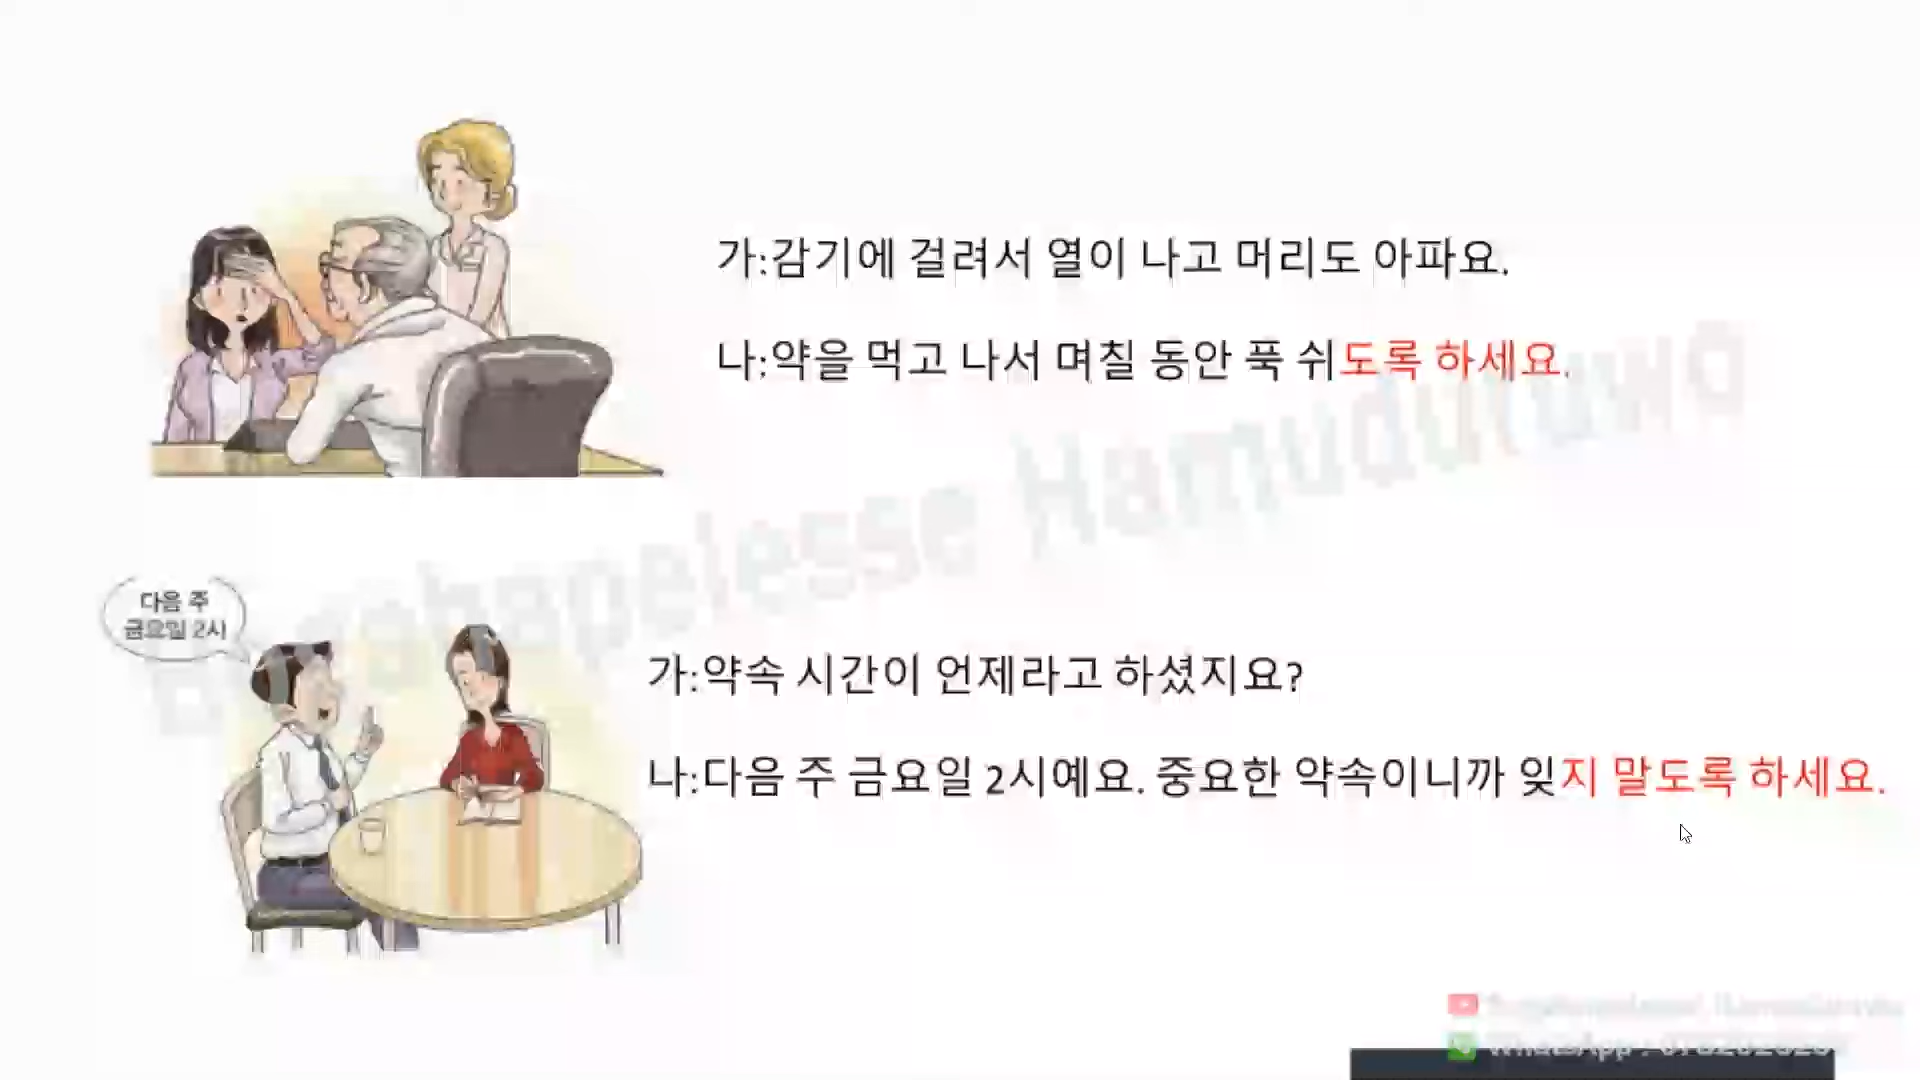 가:감기에 걸려서 열이 나고 머리도 아파요.
나:약을 먹고 나서 며칠 동안 푹 쉬도록 하세요.
다음 주
금요일 2시
가:약속 시간이 언제라고 하셨지요?
나:다음 주 금요일 2시예요. 중요한 약속이니까 잊지 말도록 하세요.
Hamuduruwo
WhatsApp :